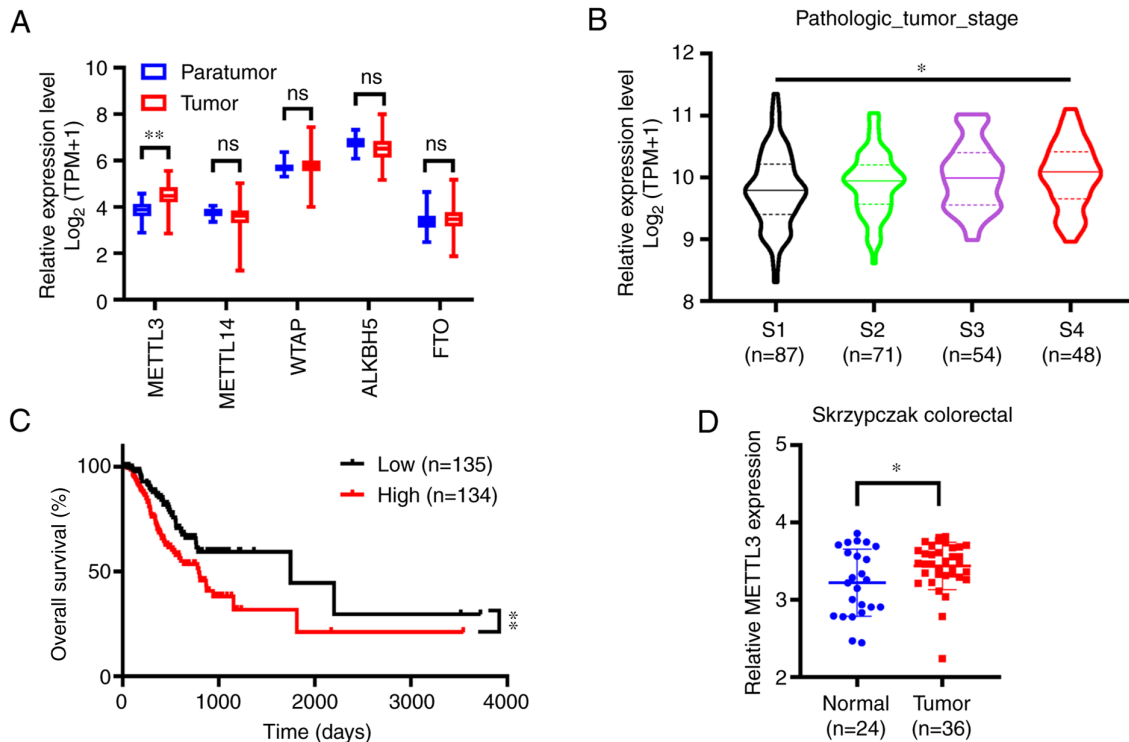 A
Relative expression level
Log2 (TPM+1)
10
8
6
4
2
0
Paratumor
Tumor
**
ns
ns
ns
ns
METTL3
METTL14
WTAP
ALKBH5
FTO
B
Pathologic_tumor_stage
Relative expression level
Log2 (TPM+1)
12
11
10
9
8
*
S1
(n=87)
S2
(n=71)
S3
(n=54)
S4
(n=48)
C
Overall survival (%)
100
50
0
Low (n=135)
High (n=134)
**
0
1000
2000
3000
4000
Time (days)
D
Skrzypczak colorectal
Relative METTL3 expression
5
4
3
2
*
Normal
(n=24)
Tumor
(n=36)